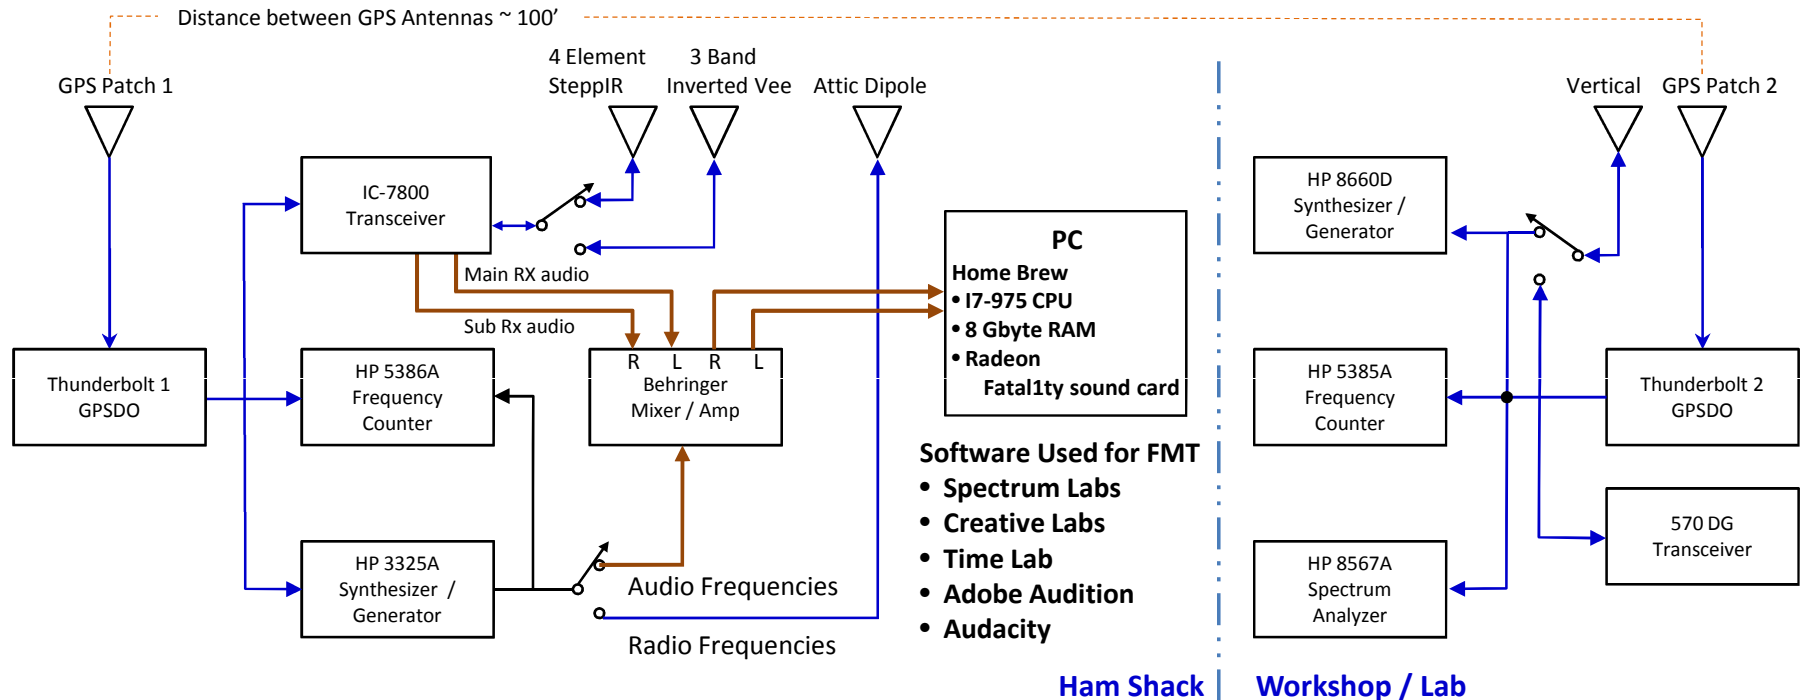 Distance between GPS Antennas ~ 100’
GPS Patch 1
4 Element
SteppIR
3 Band
Inverted Vee
Attic Dipole
Vertical
GPS Patch 2
IC-7800
Transceiver
Main RX audio
Sub Rx audio
Thunderbolt 1
GPSDO
HP 5386A
Frequency
Counter
R L R L
Behringer
Mixer / Amp
HP 3325A
Synthesizer /
Generator
Audio Frequencies
Radio Frequencies
PC
Home Brew
• I7-975 CPU
• 8 Gbyte RAM
• Radeon
Fatal1ty sound card
Software Used for FMT
• Spectrum Labs
• Creative Labs
• Time Lab
• Adobe Audition
• Audacity
Ham Shack
Workshop / Lab
HP 8660D
Synthesizer /
Generator
HP 5385A
Frequency
Counter
Thunderbolt 2
GPSDO
570 DG
Transceiver
HP 8567A
Spectrum
Analyzer